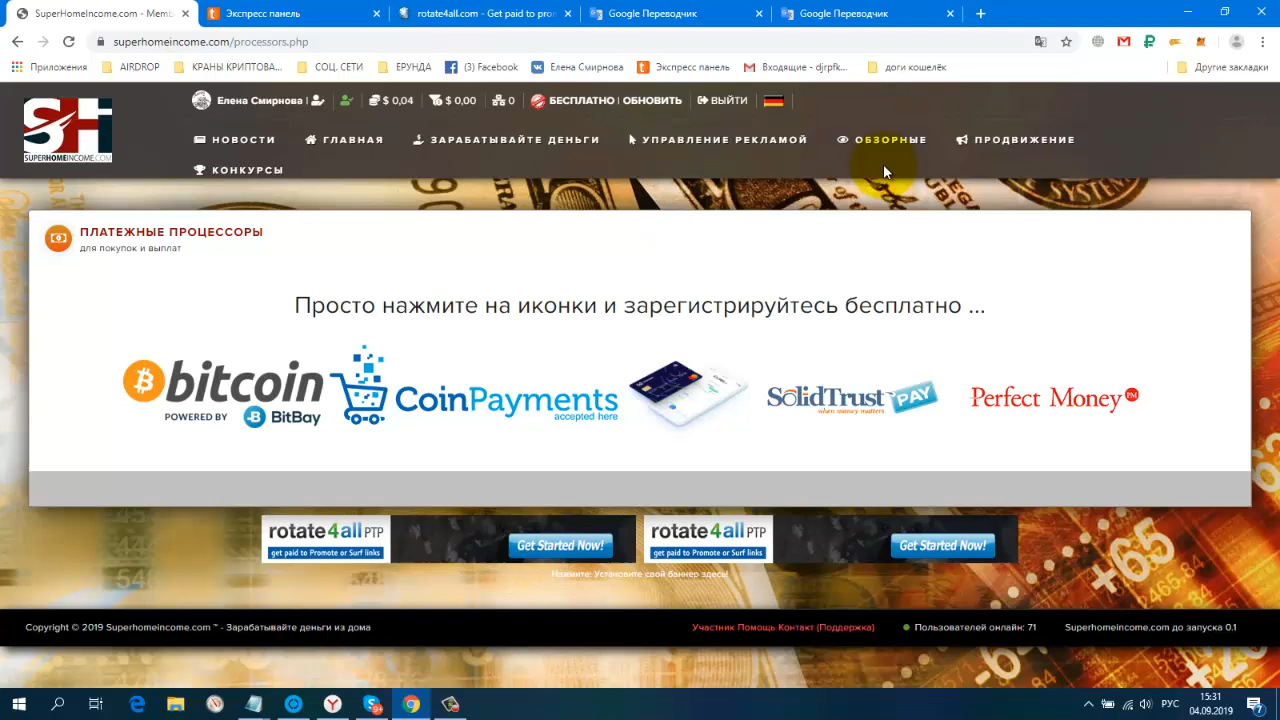 SuperHomeIncome.com - Memb
Экспресс панель
rotate4all.com - Get paid to pro
Google Переводчик
Google Переводчик
superhomeincome.com/processors.php
Приложения
AIRDROP
КРАНЫ КРИПТОВА...
СОЦ. СЕТИ
ЕРУНДА
(3) Facebook
Елена Смирнова
Экспресс панель
Входящие - djrpfk...
доги кошелёк
Другие закладки
SH
SUPERHOMEINCOME.COM
Елена Смирнова | $ 0,04 $ 0,00 0 БЕСПЛАТНО | ОБНОВИТЬ ВЫЙТИ
НОВОСТИ
ГЛАВНАЯ
ЗАРАБАТЫВАЙТЕ ДЕНЬГИ
УПРАВЛЕНИЕ РЕКЛАМОЙ
ОБЗОРНЫЕ
ПРОДВИЖЕНИЕ
КОНКУРСЫ
ПЛАТЕЖНЫЕ ПРОЦЕССОРЫ
для покупок и выплат
Просто нажмите на иконки и зарегистрируйтесь бесплатно ...
bitcoin
POWERED BY BitBay
CoinPayments
accepted here
SolidTrust PAY
when money matters
Perfect Money PM
rotate4all PTP
get paid to Promote or Surf links
Get Started Now!
rotate4all PTP
get paid to Promote or Surf links
Get Started Now!
Нажмите: Установите свой баннер здесь!
Copyright © 2019 Superhomeincome.com ™ - Зарабатывайте деньги из дома
Участник Помощь Контакт (Поддержка)
Пользователей онлайн: 71
Superhomeincome.com до запуска 0.1
РУС
15:31
04.09.2019